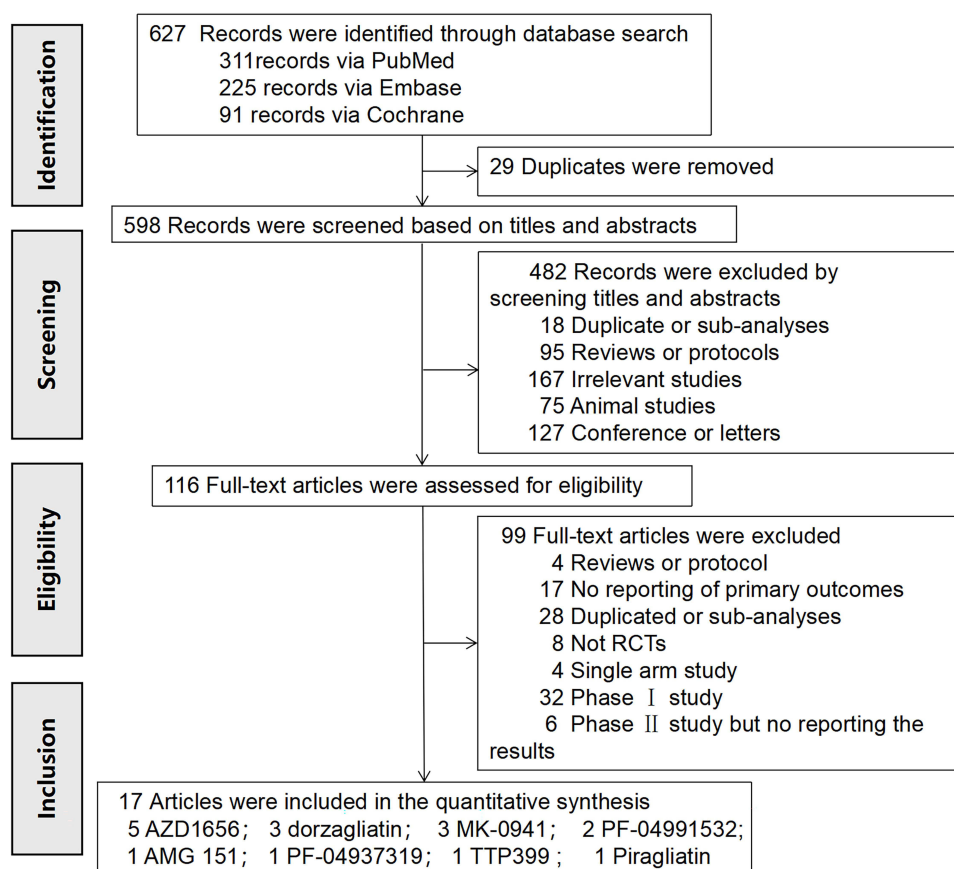 Identification
627 Records were identified through database search
311records via PubMed
225 records via Embase
91 records via Cochrane
29 Duplicates were removed
598 Records were screened based on titles and abstracts
Screening
482 Records were excluded by
screening titles and abstracts
18 Duplicate or sub-analyses
95 Reviews or protocols
167 Irrelevant studies
75 Animal studies
127 Conference or letters
116 Full-text articles were assessed for eligibility
Eligibility
99 Full-text articles were excluded
4 Reviews or protocol
17 No reporting of primary outcomes
28 Duplicated or sub-analyses
8 Not RCTs
4 Single arm study
32 Phase Ⅰ study
6 Phase Ⅱ study but no reporting the
results
Inclusion
17 Articles were included in the quantitative synthesis
5 AZD1656; 3 dorzagliatin; 3 MK-0941; 2 PF-04991532;
1 AMG 151; 1 PF-04937319; 1 TTP399 ; 1 Piragliatin